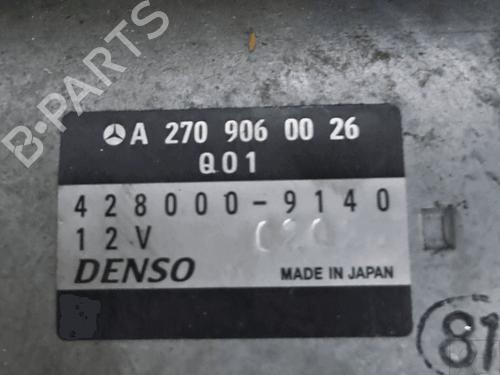 B-PARTS
A 270 906 00 26
Q01
428000-9140
12V
DENSO
MADE IN JAPAN
81